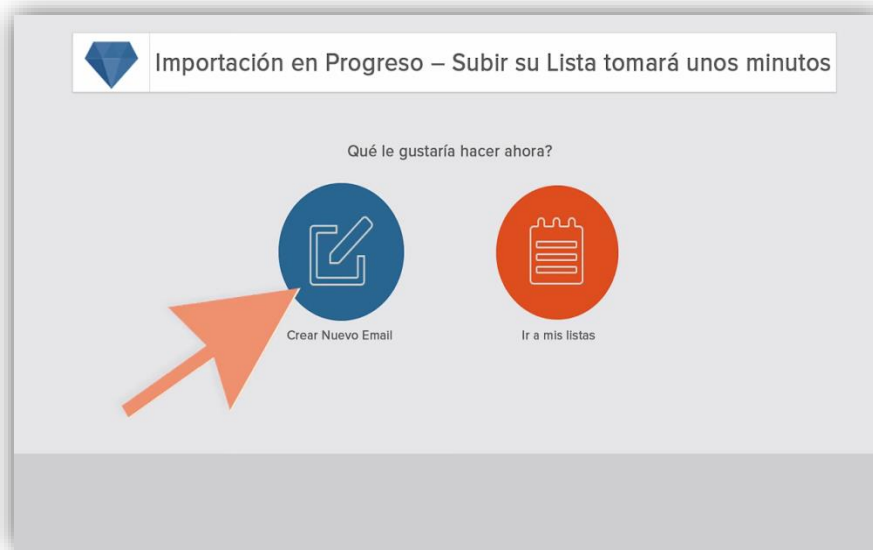 Importación en Progreso – Subir su Lista tomará unos minutos
Qué le gustaría hacer ahora?
Crear Nuevo Email
Ir a mis listas